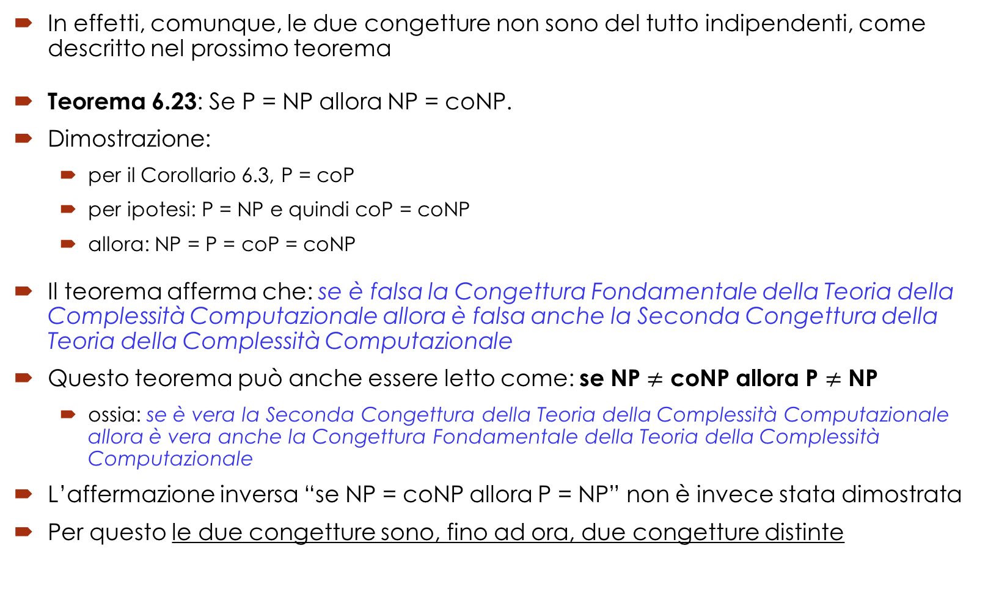 In effetti, comunque, le due congetture non sono del tutto indipendenti, come
descritto nel prossimo teorema
Teorema 6.23: Se P = NP allora NP = coNP.
Dimostrazione:
per il Corollario 6.3, P = coP
per ipotesi: P = NP e quindi coP = coNP
allora: NP = P = coP = coNP
Il teorema afferma che: se è falsa la Congettura Fondamentale della Teoria della
Complessità Computazionale allora è falsa anche la Seconda Congettura della
Teoria della Complessità Computazionale
Questo teorema può anche essere letto come: se NP ≠ coNP allora P ≠ NP
ossia: se è vera la Seconda Congettura della Teoria della Complessità Computazionale
allora è vera anche la Congettura Fondamentale della Teoria della Complessità
Computazionale
L’affermazione inversa “se NP = coNP allora P = NP” non è invece stata dimostrata
Per questo le due congetture sono, fino ad ora, due congetture distinte